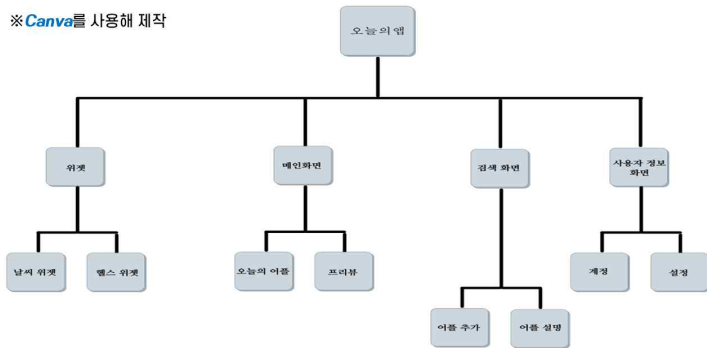 ※Canva를 사용해 제작
오늘의앱
위젯
메인화면
검색 화면
사용자 정보
화면
날씨 위젯
헬스 위젯
오늘의 어플
프리뷰
계정
설정
어플 추가
어플 설명